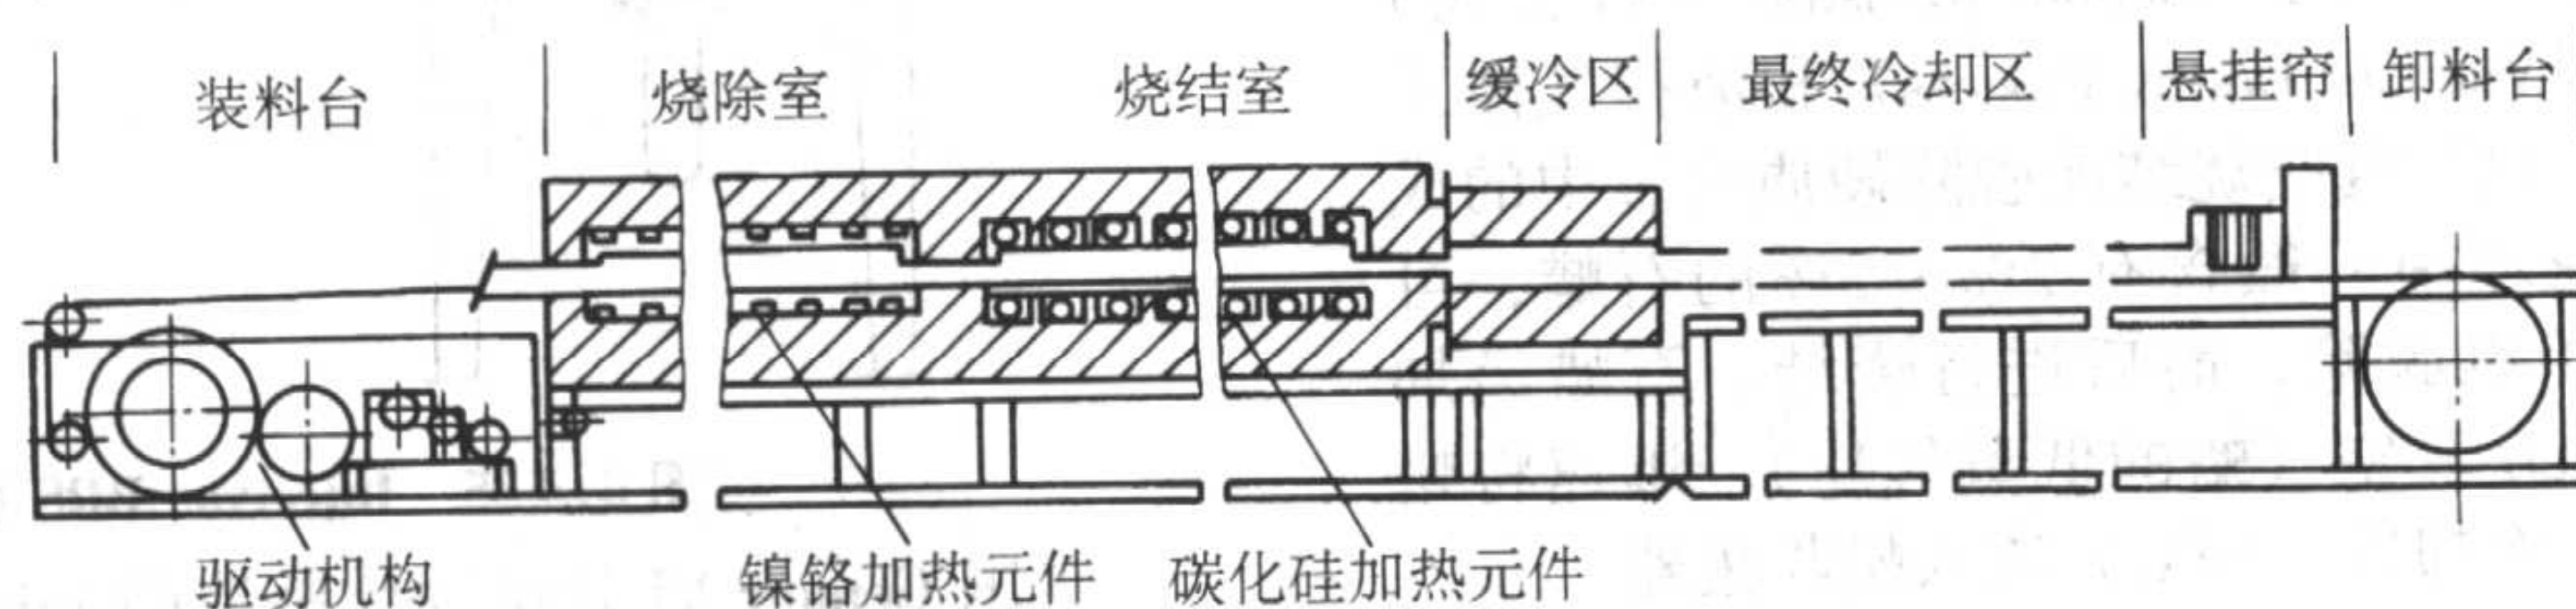 装料台 烧除室 烧结室 缓冷区 最终冷却区 悬挂帘 卸料台
驱动机构 镍铬加热元件 碳化硅加热元件